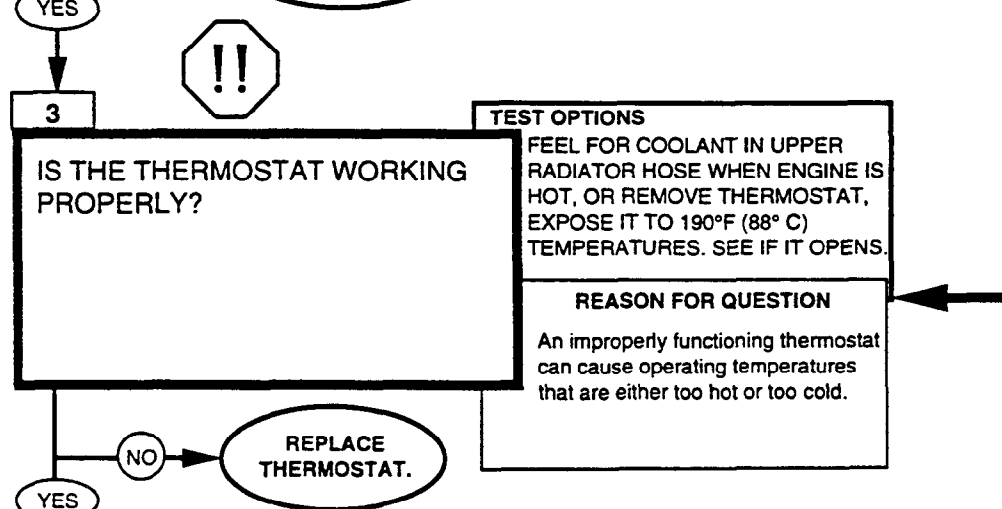 YES
!!
3
IS THE THERMOSTAT WORKING
PROPERLY?
TEST OPTIONS
FEEL FOR COOLANT IN UPPER
RADIATOR HOSE WHEN ENGINE IS
HOT, OR REMOVE THERMOSTAT,
EXPOSE IT TO 190°F (88° C)
TEMPERATURES. SEE IF IT OPENS.
REASON FOR QUESTION
An improperly functioning thermostat
can cause operating temperatures
that are either too hot or too cold.
NO
REPLACE
THERMOSTAT.
YES